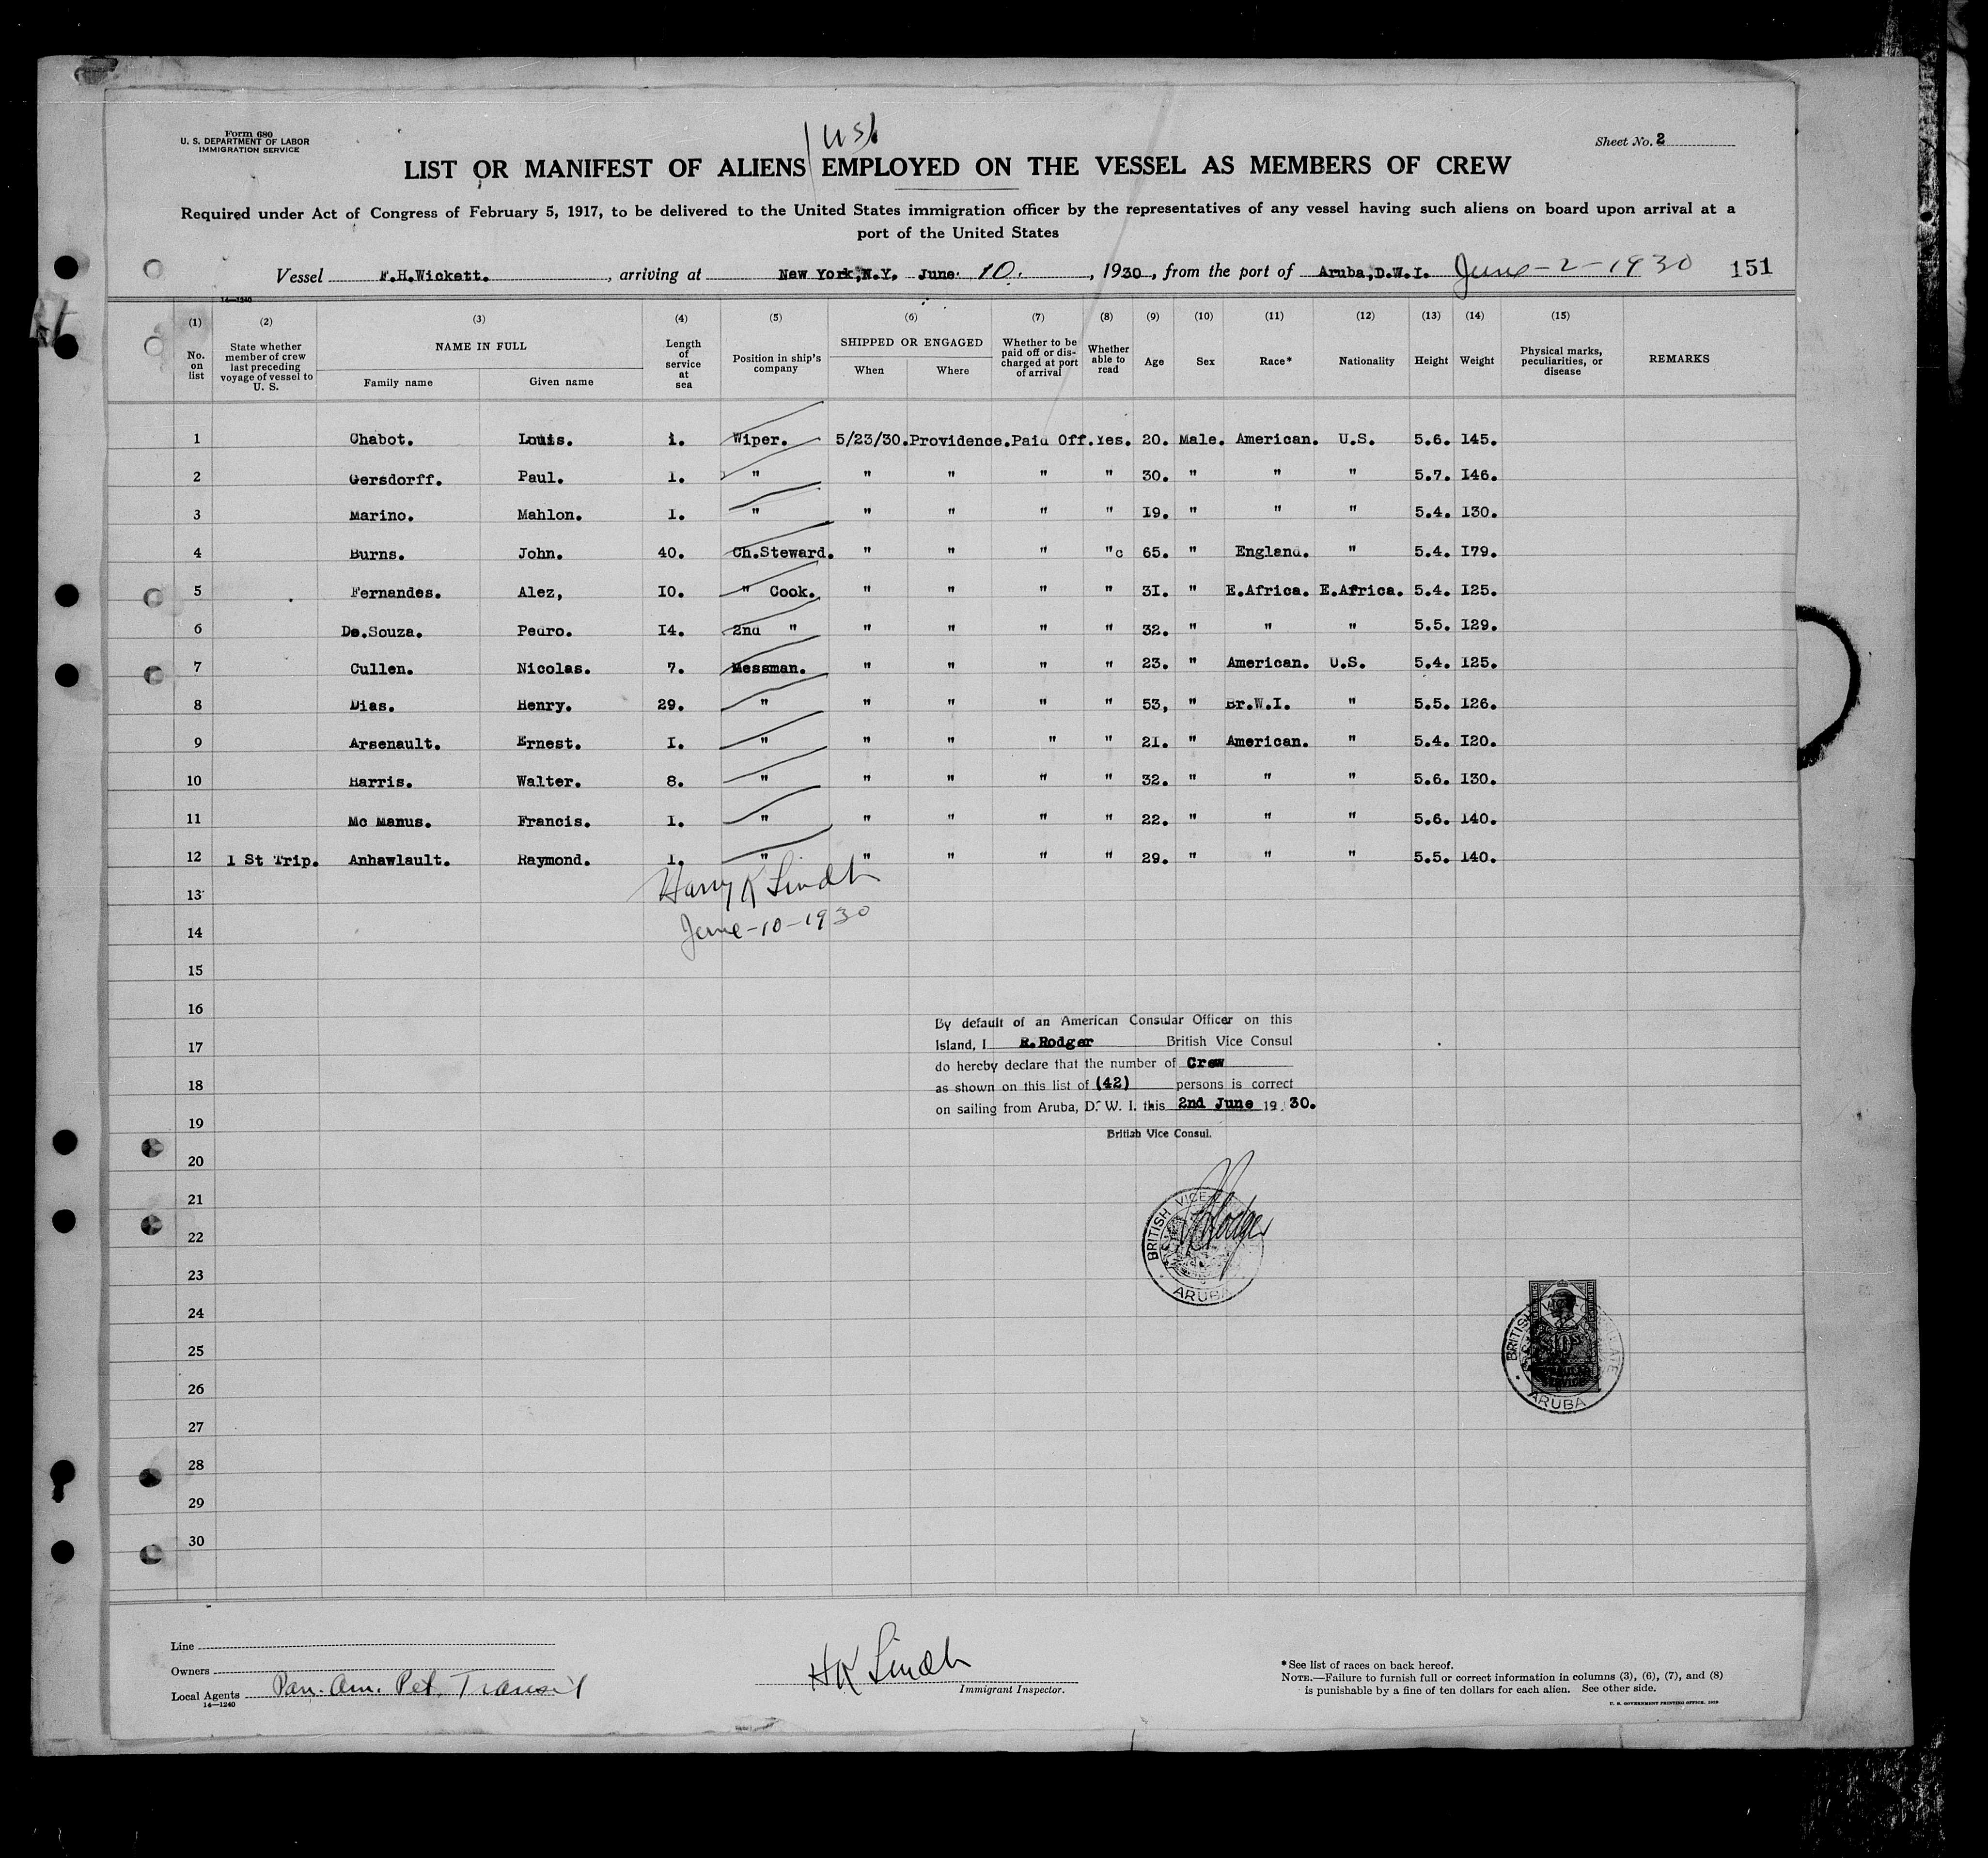 Form 680
U. S. DEPARTMENT OF LABOR
IMMIGRATION SERVICE
Sheet No. 2
LIST OR MANIFEST OF ALIENS EMPLOYED ON THE VESSEL AS MEMBERS OF CREW
Required under Act of Congress of February 5, 1917, to be delivered to the United States immigration officer by the representatives of any vessel having such aliens on board upon arrival at a
port of the United States
Vessel F.H.Wickett. , arriving at New York,N.Y. June 10. , 1930, from the port of Aruba,D.W.I. June-2-1930 151
14—1240
(1) (2) (3) (4) (5) (6) (7) (8) (9) (10) (11) (12) (13) (14) (15)
No. on list State whether member of crew last preceding voyage of vessel to U. S. NAME IN FULL Family name Given name Length of service at sea Position in ship's company SHIPPED OR ENGAGED When Where Whether to be paid off or discharged at port of arrival Whether able to read Age Sex Race* Nationality Height Weight Physical marks, peculiarities, or disease REMARKS
1 Chabot. Louis. 1. Wiper. 5/23/30. Providence. Paid Off. Yes. 20. Male. American. U.S. 5.6. 145.
2 Gersdorff. Paul. 1. " " " " " 30. " " " 5.7. 146.
3 Marino. Mahlon. 1. " " " " " 19. " " " 5.4. 130.
4 Burns. John. 40. Ch.Steward. " " " "c 65. " England. " 5.4. 179.
5 Fernandes. Alez, 10. " Cook. " " " " 31. " E.Africa. E.Africa. 5.4. 125.
6 De.Souza. Pedro. 14. 2nd " " " " " 32. " " " 5.5. 129.
7 Cullen. Nicolas. 7. Messman. " " " " 23. " American. U.S. 5.4. 125.
8 Dias. Henry. 29. " " " " " 53, " Br.W.I. " 5.5. 126.
9 Arsenault. Ernest. 1. " " " " " 21. " American. " 5.4. 120.
10 Harris. Walter. 8. " " " " " 32. " " " 5.6. 130.
11 Mc Manus. Francis. 1. " " " " " 22. " " " 5.6. 140.
12 1 St Trip. Anhawlault. Raymond. 1. " " " " " 29. " " " 5.5. 140.
13 Harry K Lindh
14 June-10-1930
15
16
By default of an American Consular Officer on this
17
Island, I R.Rodger British Vice Consul
do hereby declare that the number of Crew
18
as shown on this list of (42) persons is correct
on sailing from Aruba, D. W. I. this 2nd June 19 30.
19
British Vice Consul.
20
21
22
BRITISH VICE
R Rodger
ARUBA
23
24
25
BRITISH VICE
ARUBA
26
27
28
29
30
Line
Owners
Local Agents Pan. Am. Pet. Transit
14—1240
HK Lindh
Immigrant Inspector.
*See list of races on back hereof.
NOTE.—Failure to furnish full or correct information in columns (3), (6), (7), and (8)
is punishable by a fine of ten dollars for each alien. See other side.
U. S. GOVERNMENT PRINTING OFFICE. 1929